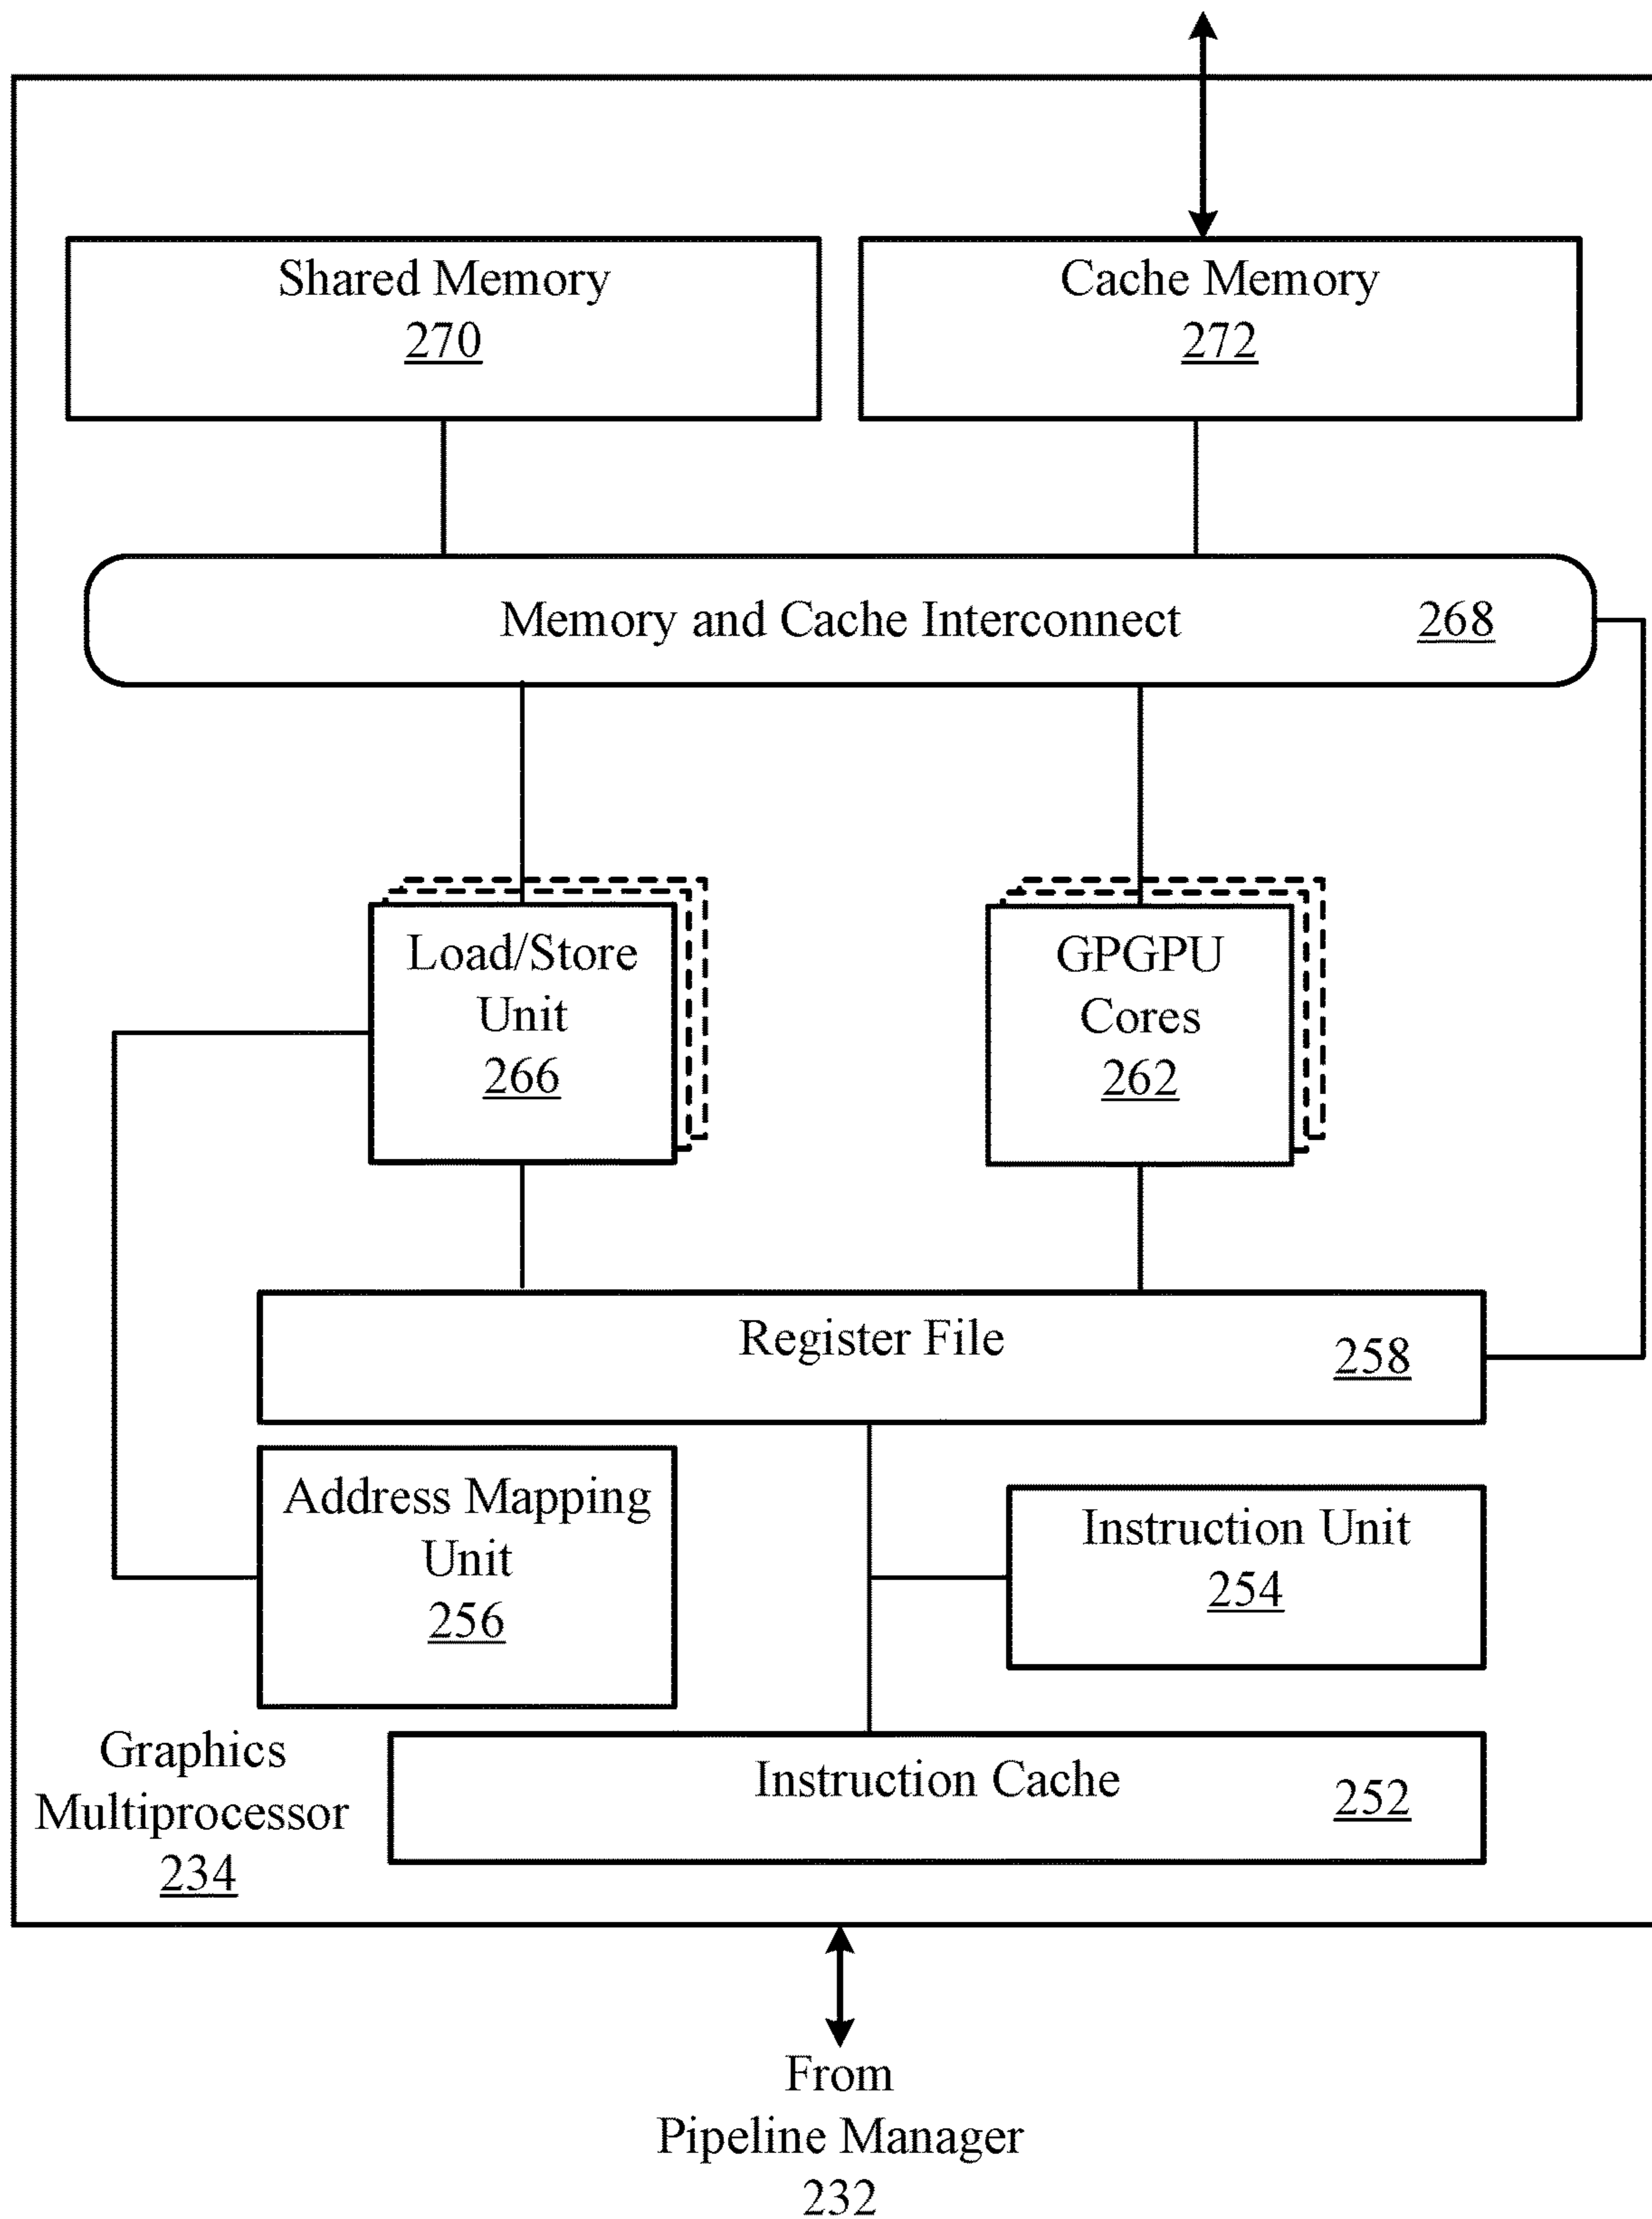 Shared Memory
270
Cache Memory
272
Memory and Cache Interconnect 268
Load/Store
Unit
266
GPGPU
Cores
262
Register File 258
Address Mapping
Unit
256
Instruction Unit
254
Graphics
Multiprocessor
234
Instruction Cache 252
From
Pipeline Manager
232